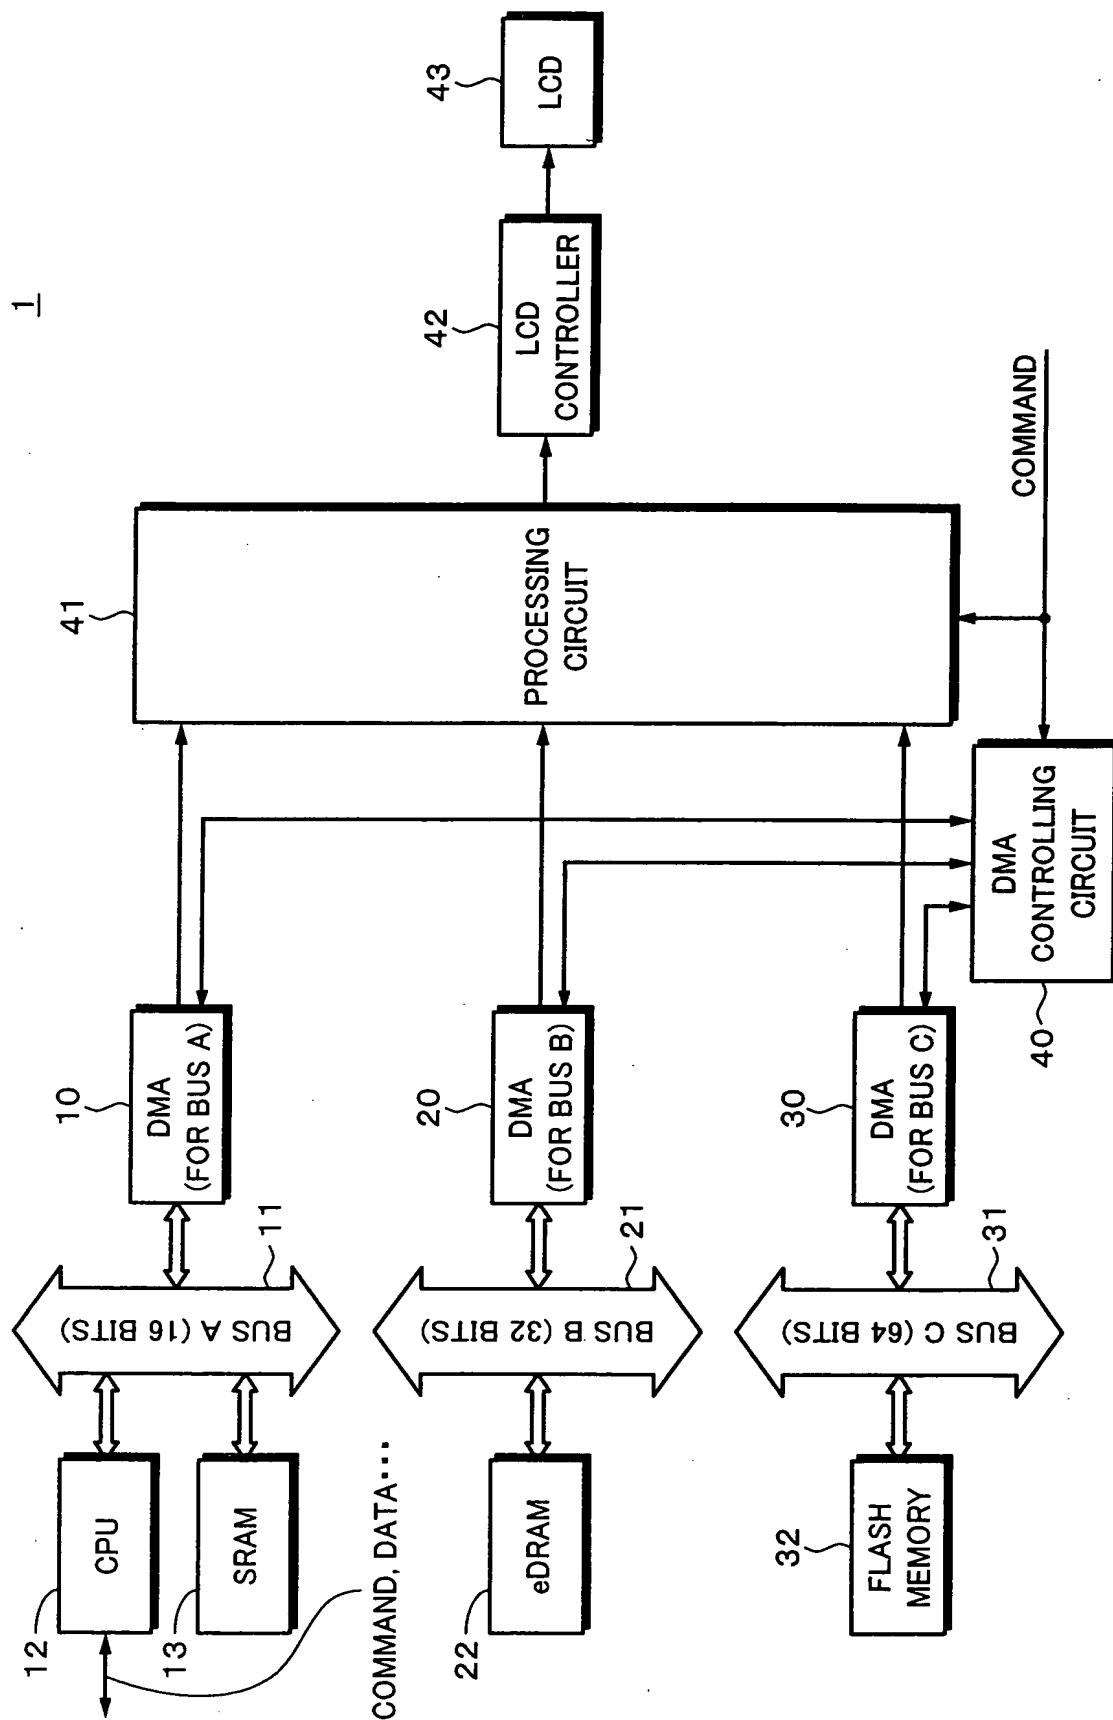 1
12
CPU
13
SRAM
COMMAND, DATA···
BUS A (16 BITS)
11
10
DMA
(FOR BUS A)
22
eDRAM
BUS B (32 BITS)
21
20
DMA
(FOR BUS B)
32
FLASH
MEMORY
BUS C (64 BITS)
31
30
DMA
(FOR BUS C)
40
DMA
CONTROLLING
CIRCUIT
COMMAND
41
PROCESSING
CIRCUIT
42
LCD
CONTROLLER
43
LCD